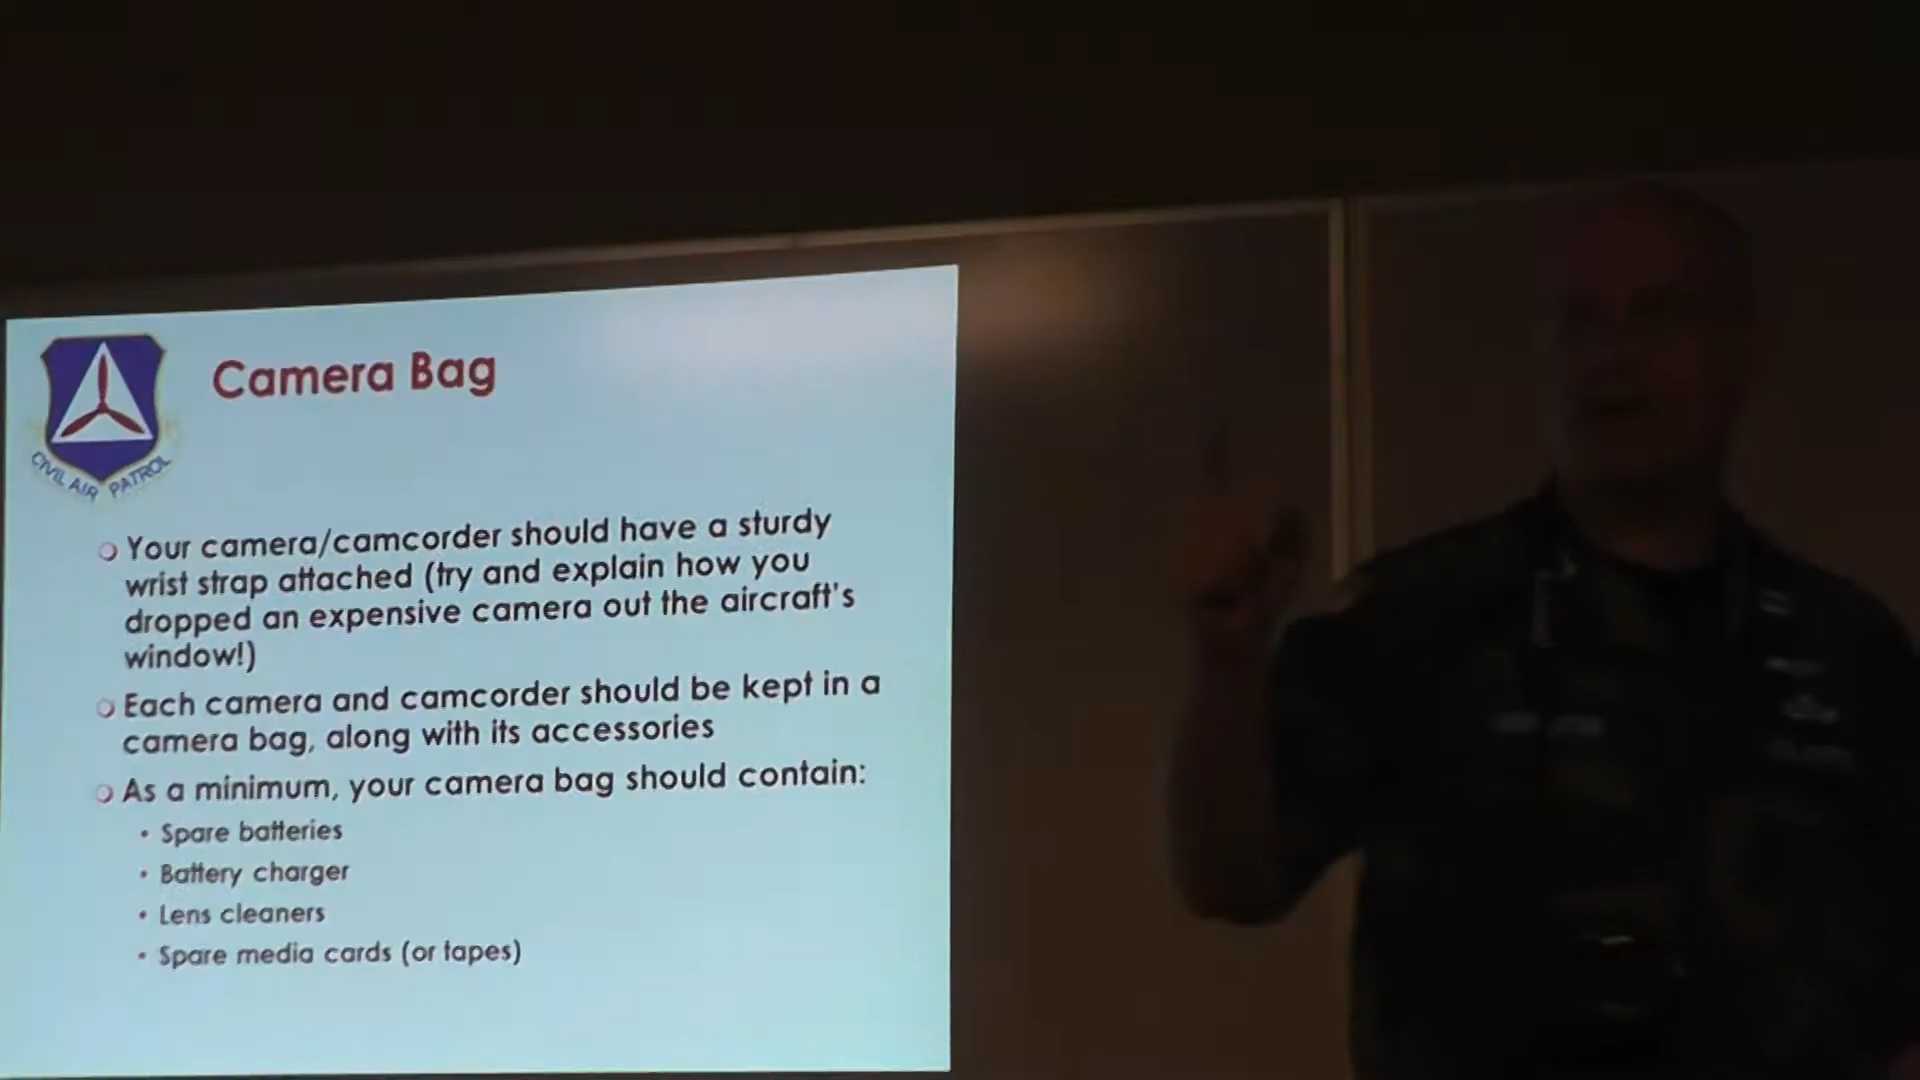 Camera Bag
CIVIL AIR PATROL
Your camera/camcorder should have a sturdy
wrist strap attached (try and explain how you
dropped an expensive camera out the aircraft's
window!)
Each camera and camcorder should be kept in a
camera bag, along with its accessories
As a minimum, your camera bag should contain:
• Spare batteries
• Battery charger
• Lens cleaners
• Spare media cards (or tapes)